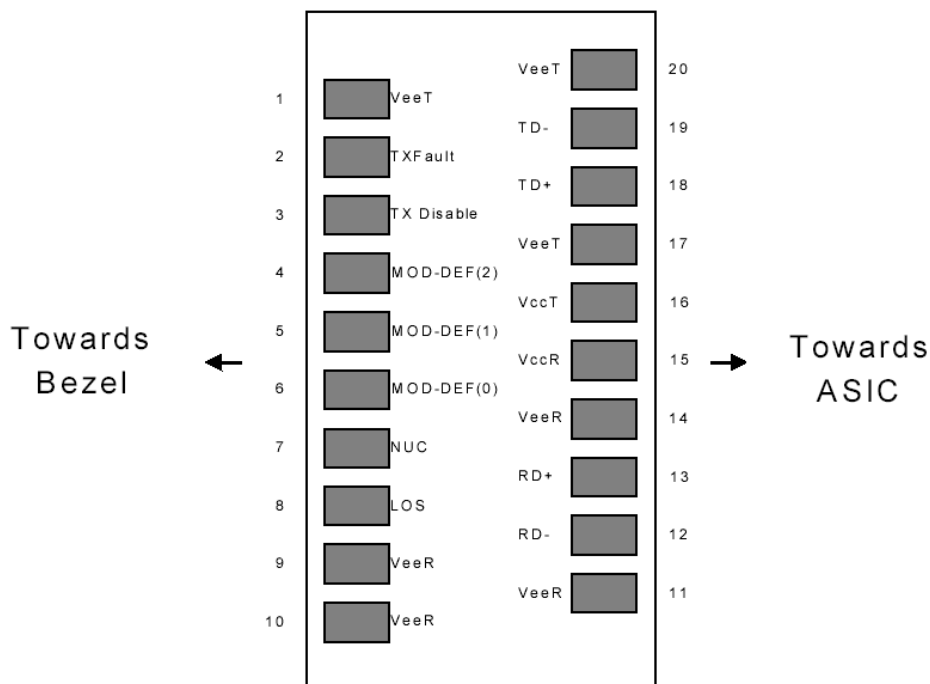 VeeT 20
1 VeeT
TD- 19
2 TXFault
TD+ 18
3 TX Disable
VeeT 17
4 MOD-DEF(2)
VccT 16
5 MOD-DEF(1)
Towards
Bezel
VccR 15
Towards
ASIC
6 MOD-DEF(0)
VeeR 14
7 NUC
RD+ 13
8 LOS
RD- 12
9 VeeR
VeeR 11
10 VeeR